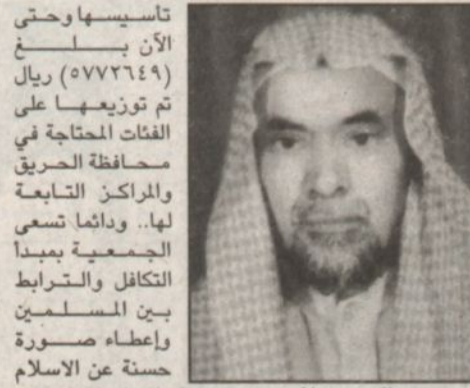 تأسيسها وحتى
الآن بلغ
(٥٧٧٢٦٤٩) ريال
تم توزيعها على
الفئات المحتاجة في
محافظة الحريق
والمراكز التابعة
لها.. ودائما تسعى
الجمعية بمبدأ
التكافل والترابط
بين المسلمين
وإعطاء صورة
حسنة عن الاسلام